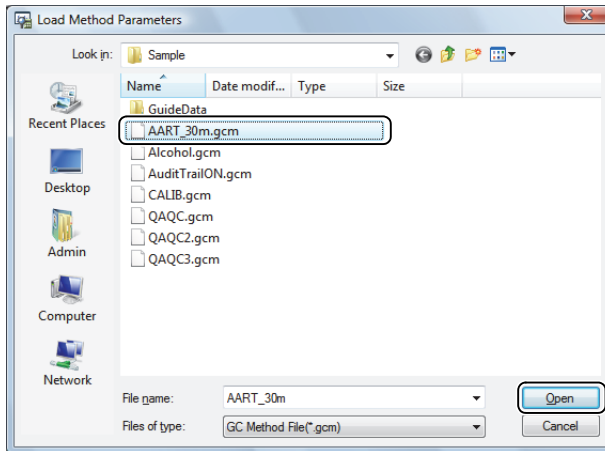 Load Method Parameters
Look in: Sample
Name Date modif... Type Size
GuideData
AART_30m.gcm
Alcohol.gcm
AuditTrailON.gcm
CALIB.gcm
QAQC.gcm
QAQC2.gcm
QAQC3.gcm
Recent Places
Desktop
Admin
Computer
Network
File name: AART_30m Open
Files of type: GC Method File(*.gcm) Cancel